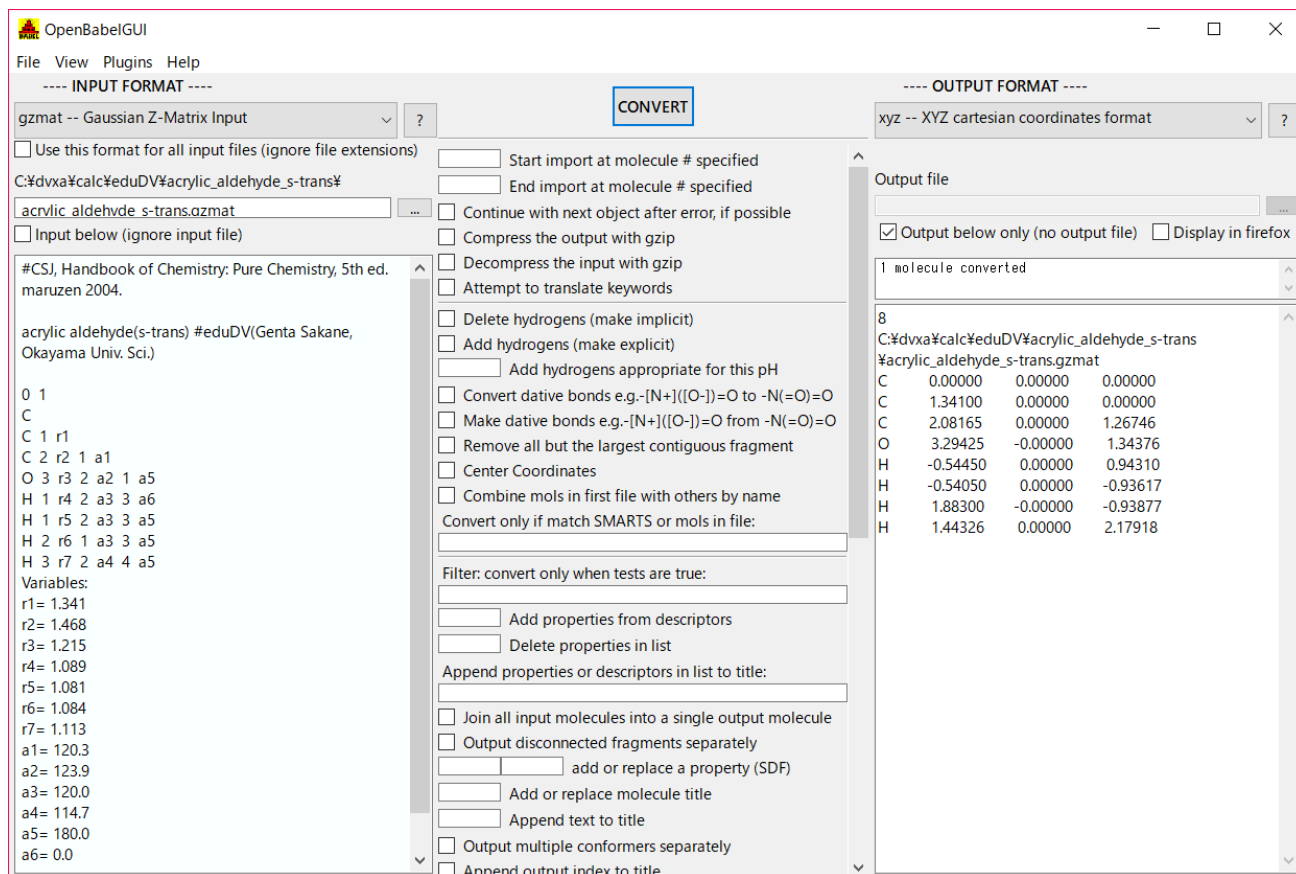 OpenBabelGUI
File View Plugins Help
---- INPUT FORMAT ----
gzmat -- Gaussian Z-Matrix Input
?
Use this format for all input files (ignore file extensions)
C:¥dvxa¥calc¥eduDV¥acrylic_aldehyde_s-trans¥
acrylic_aldehyde_s-trans.gzmat
...
Input below (ignore input file)
#CSJ, Handbook of Chemistry: Pure Chemistry, 5th ed.
maruzen 2004.
acrylic aldehyde(s-trans) #eduDV(Genta Sakane,
Okayama Univ. Sci.)
0 1
C
C 1 r1
C 2 r2 1 a1
O 3 r3 2 a2 1 a5
H 1 r4 2 a3 3 a6
H 1 r5 2 a3 3 a5
H 2 r6 1 a3 3 a5
H 3 r7 2 a4 4 a5
Variables:
r1= 1.341
r2= 1.468
r3= 1.215
r4= 1.089
r5= 1.081
r6= 1.084
r7= 1.113
a1= 120.3
a2= 123.9
a3= 120.0
a4= 114.7
a5= 180.0
a6= 0.0
CONVERT
Start import at molecule # specified
End import at molecule # specified
Continue with next object after error, if possible
Compress the output with gzip
Decompress the input with gzip
Attempt to translate keywords
Delete hydrogens (make implicit)
Add hydrogens (make explicit)
Add hydrogens appropriate for this pH
Convert dative bonds e.g.-[N+]([O-])=O to -N(=O)=O
Make dative bonds e.g.-[N+]([O-])=O from -N(=O)=O
Remove all but the largest contiguous fragment
Center Coordinates
Combine mols in first file with others by name
Convert only if match SMARTS or mols in file:
Filter: convert only when tests are true:
Add properties from descriptors
Delete properties in list
Append properties or descriptors in list to title:
Join all input molecules into a single output molecule
Output disconnected fragments separately
add or replace a property (SDF)
Add or replace molecule title
Append text to title
Output multiple conformers separately
Append output index to title
---- OUTPUT FORMAT ----
xyz -- XYZ cartesian coordinates format
?
Output file
...
Output below only (no output file) Display in firefox
1 molecule converted
8
C:¥dvxa¥calc¥eduDV¥acrylic_aldehyde_s-trans
¥acrylic_aldehyde_s-trans.gzmat
C 0.00000 0.00000 0.00000
C 1.34100 0.00000 0.00000
C 2.08165 0.00000 1.26746
O 3.29425 -0.00000 1.34376
H -0.54450 0.00000 0.94310
H -0.54050 0.00000 -0.93617
H 1.88300 -0.00000 -0.93877
H 1.44326 0.00000 2.17918